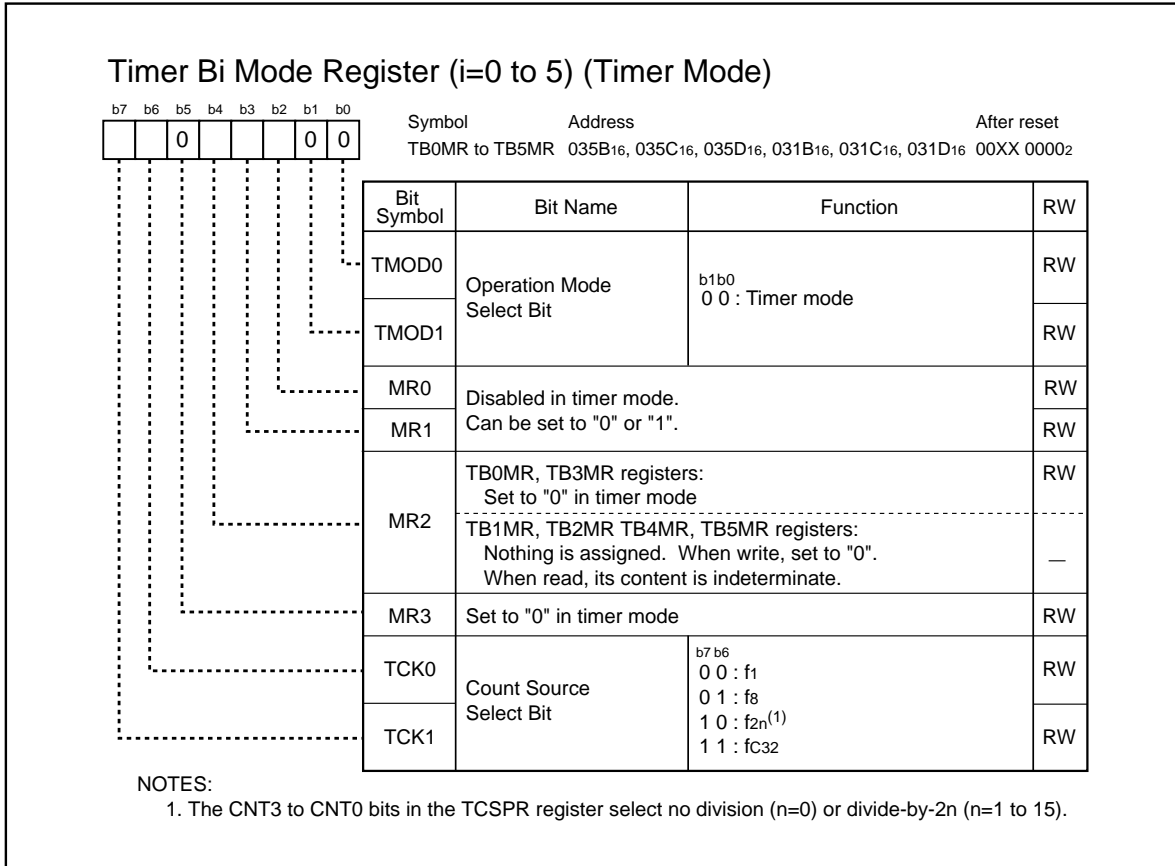 Timer Bi Mode Register (i=0 to 5) (Timer Mode)
b7 b6 b5 b4 b3 b2 b1 b0
0 0 0
Symbol Address After reset
TB0MR to TB5MR 035B16, 035C16, 035D16, 031B16, 031C16, 031D16 00XX 00002
Bit Symbol Bit Name Function RW
TMOD0 RW
Operation Mode
Select Bit
b1b0
0 0 : Timer mode
TMOD1 RW
MR0 RW
Disabled in timer mode.
Can be set to "0" or "1".
MR1 RW
MR2
TB0MR, TB3MR registers: RW
Set to "0" in timer mode
TB1MR, TB2MR TB4MR, TB5MR registers:
Nothing is assigned. When write, set to "0". —
When read, its content is indeterminate.
MR3 Set to "0" in timer mode RW
TCK0 RW
Count Source
Select Bit
b7 b6
0 0 : f1
0 1 : f8
1 0 : f2n(1)
1 1 : fC32
TCK1 RW
NOTES:
1. The CNT3 to CNT0 bits in the TCSPR register select no division (n=0) or divide-by-2n (n=1 to 15).